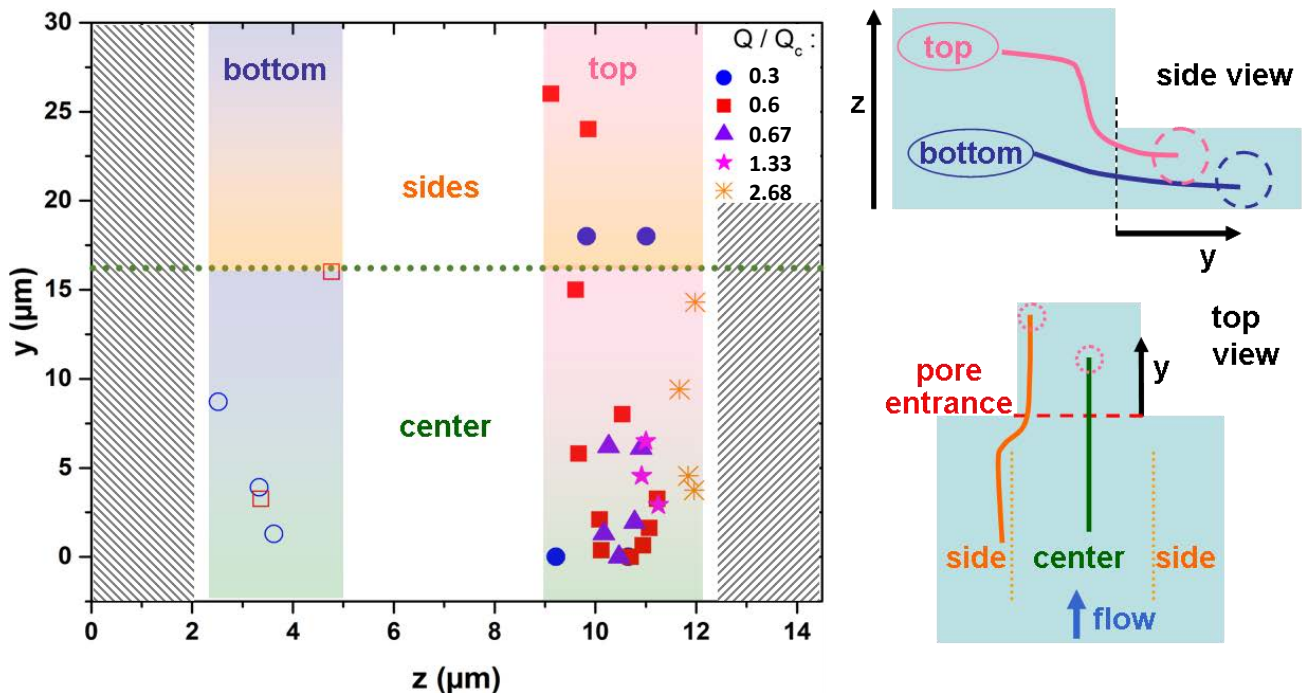 30
25
20
15
10
5
0
y (µm)
0
2
4
6
8
10
12
14
z (µm)
bottom
top
sides
center
Q / Qc :
0.3
0.6
0.67
1.33
2.68
z
top
bottom
side view
y
top
view
y
pore
entrance
side
center
side
flow